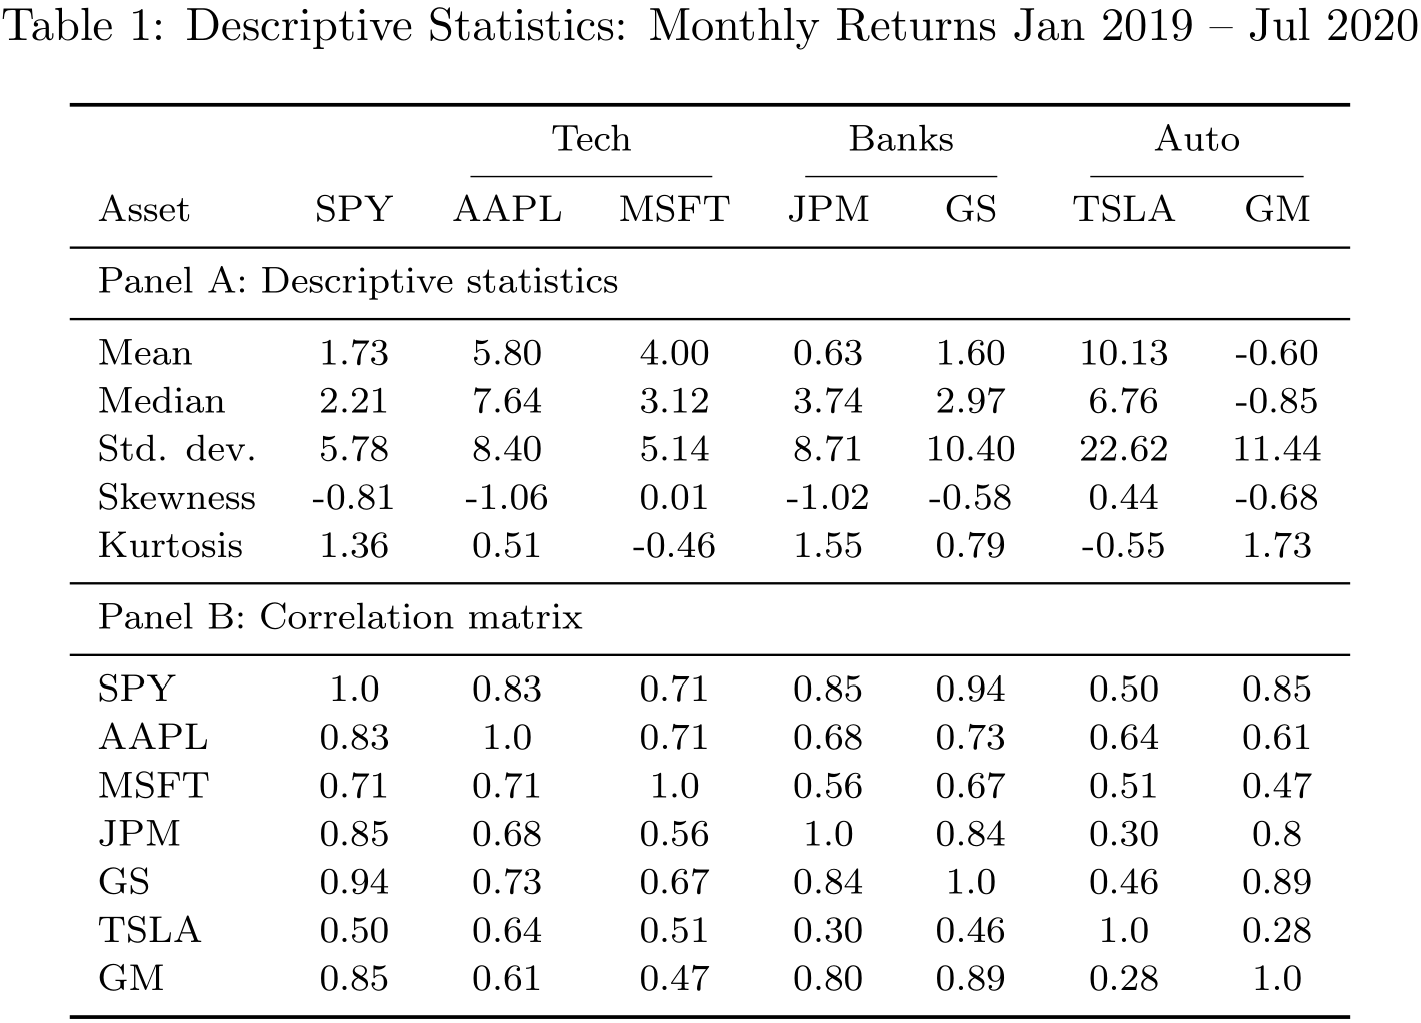 Table 1: Descriptive Statistics: Monthly Returns Jan 2019 – Jul 2020
Tech Banks Auto
Asset SPY AAPL MSFT JPM GS TSLA GM
Panel A: Descriptive statistics
Mean 1.73 5.80 4.00 0.63 1.60 10.13 -0.60
Median 2.21 7.64 3.12 3.74 2.97 6.76 -0.85
Std. dev. 5.78 8.40 5.14 8.71 10.40 22.62 11.44
Skewness -0.81 -1.06 0.01 -1.02 -0.58 0.44 -0.68
Kurtosis 1.36 0.51 -0.46 1.55 0.79 -0.55 1.73
Panel B: Correlation matrix
SPY 1.0 0.83 0.71 0.85 0.94 0.50 0.85
AAPL 0.83 1.0 0.71 0.68 0.73 0.64 0.61
MSFT 0.71 0.71 1.0 0.56 0.67 0.51 0.47
JPM 0.85 0.68 0.56 1.0 0.84 0.30 0.8
GS 0.94 0.73 0.67 0.84 1.0 0.46 0.89
TSLA 0.50 0.64 0.51 0.30 0.46 1.0 0.28
GM 0.85 0.61 0.47 0.80 0.89 0.28 1.0